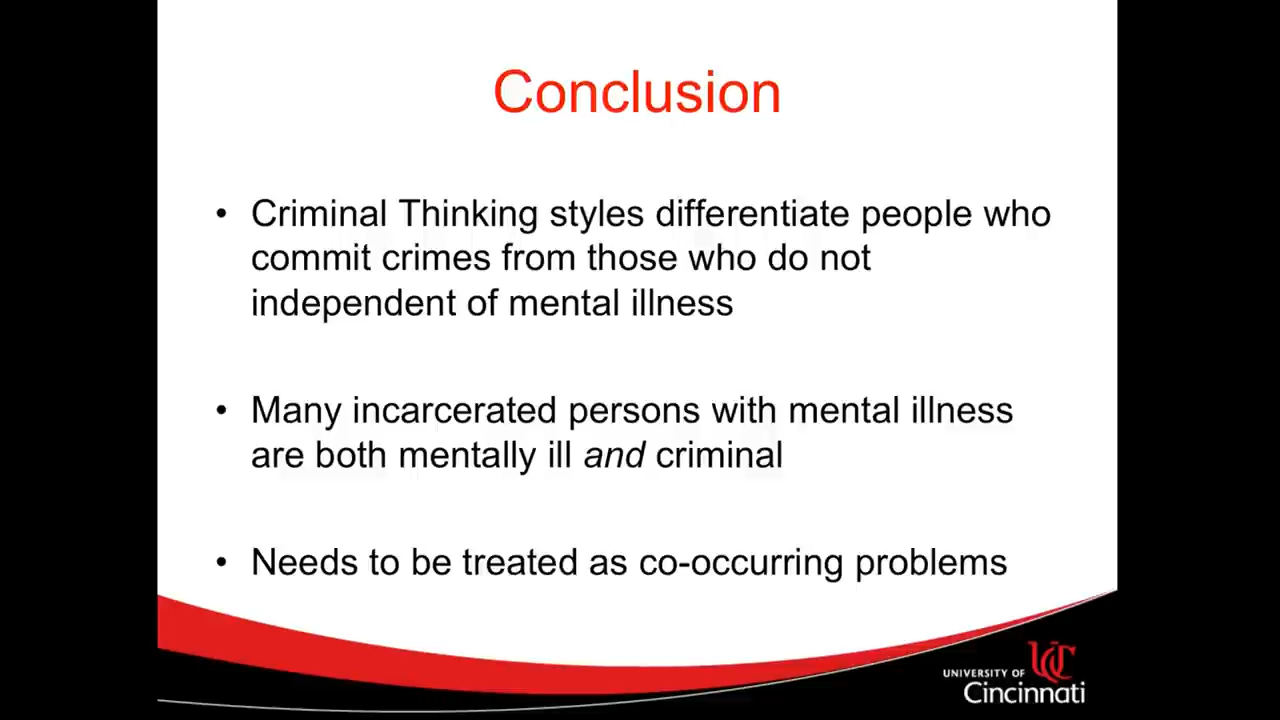 Conclusion
• Criminal Thinking styles differentiate people who
commit crimes from those who do not
independent of mental illness
• Many incarcerated persons with mental illness
are both mentally ill and criminal
• Needs to be treated as co-occurring problems
UC
UNIVERSITY OF
Cincinnati